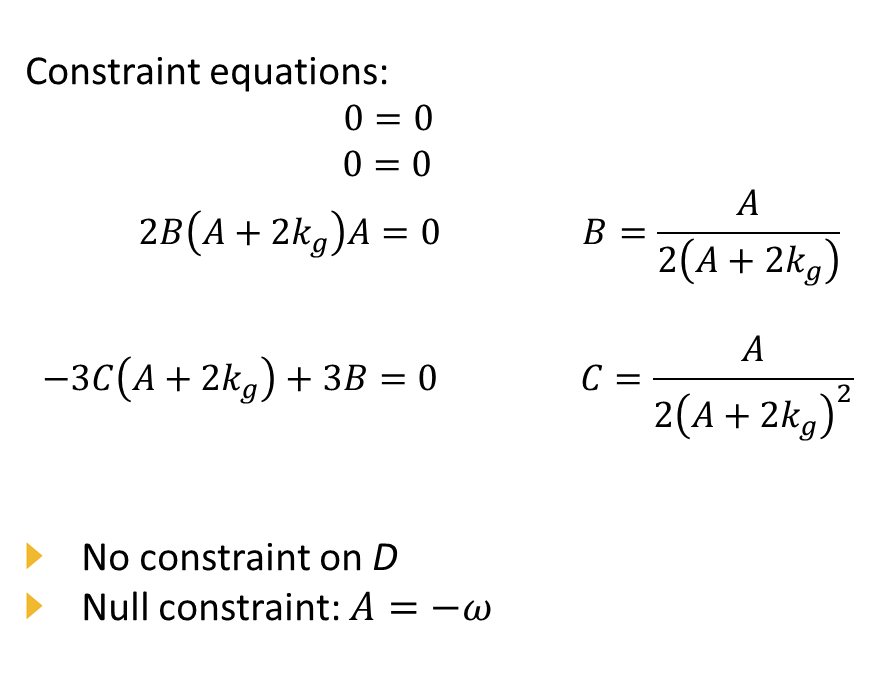 Constraint equations:
0 = 0
0 = 0
2B(A + 2k_g)A = 0    B = A / 2(A + 2k_g)
−3C(A + 2k_g) + 3B = 0    C = A / 2(A + 2k_g)²
No constraint on D
Null constraint: A = −ω